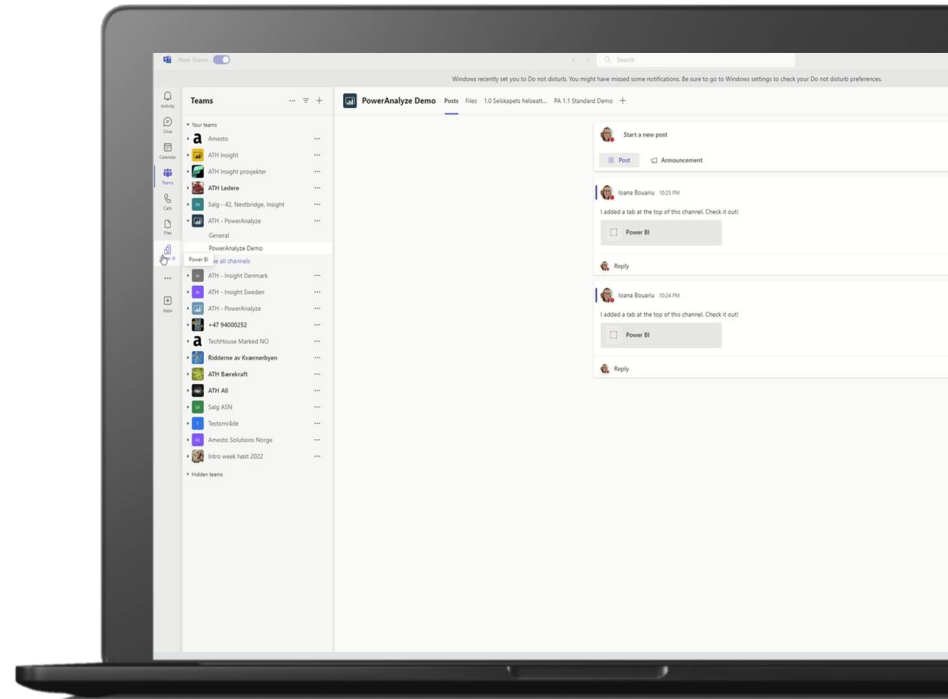 New Teams
Search
Windows recently set you to Do not disturb. You might have missed some notifications. Be sure to go to Windows settings to check your Do not disturb preferences.
Activity
Chat
Calendar
Teams
Calls
Files
Power BI
Apps
Teams
Your teams
Amesto
ATH Insight
ATH Insight prosjekter
ATH Ledere
Salg - 42, Nextbridge, Insight
ATH - PowerAnalyze
General
PowerAnalyze Demo
all channels
ATH - Insight Denmark
ATH - Insight Sweden
ATH - PowerAnalyze
+47 94000252
TechHouse Marked NO
Ridderne av Kværnerbyen
ATH Bærekraft
ATH All
Salg ASN
Testområde
Amesto Solutions Norge
Intro week høst 2022
Hidden teams
PowerAnalyze Demo Posts Files 1.0 Selskapets helseatt... PA 1.1 Standard Demo
Start a new post
Post Announcement
Ioana Bouariu 10:25 PM
I added a tab at the top of this channel. Check it out!
Power BI
Reply
Ioana Bouariu 10:24 PM
I added a tab at the top of this channel. Check it out!
Power BI
Reply